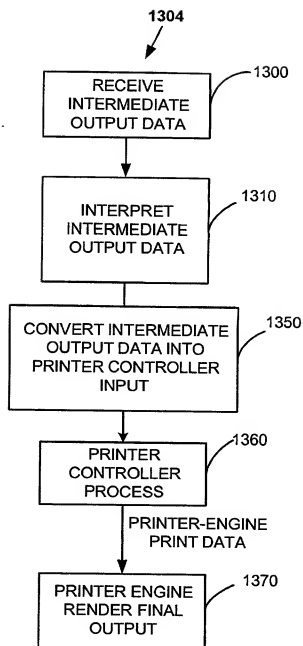 1304
RECEIVE
INTERMEDIATE
OUTPUT DATA
1300
INTERPRET
INTERMEDIATE
OUTPUT DATA
1310
CONVERT INTERMEDIATE
OUTPUT DATA INTO
PRINTER CONTROLLER
INPUT
1350
PRINTER
CONTROLLER
PROCESS
1360
PRINTER-ENGINE
PRINT DATA
PRINTER ENGINE
RENDER FINAL
OUTPUT
1370